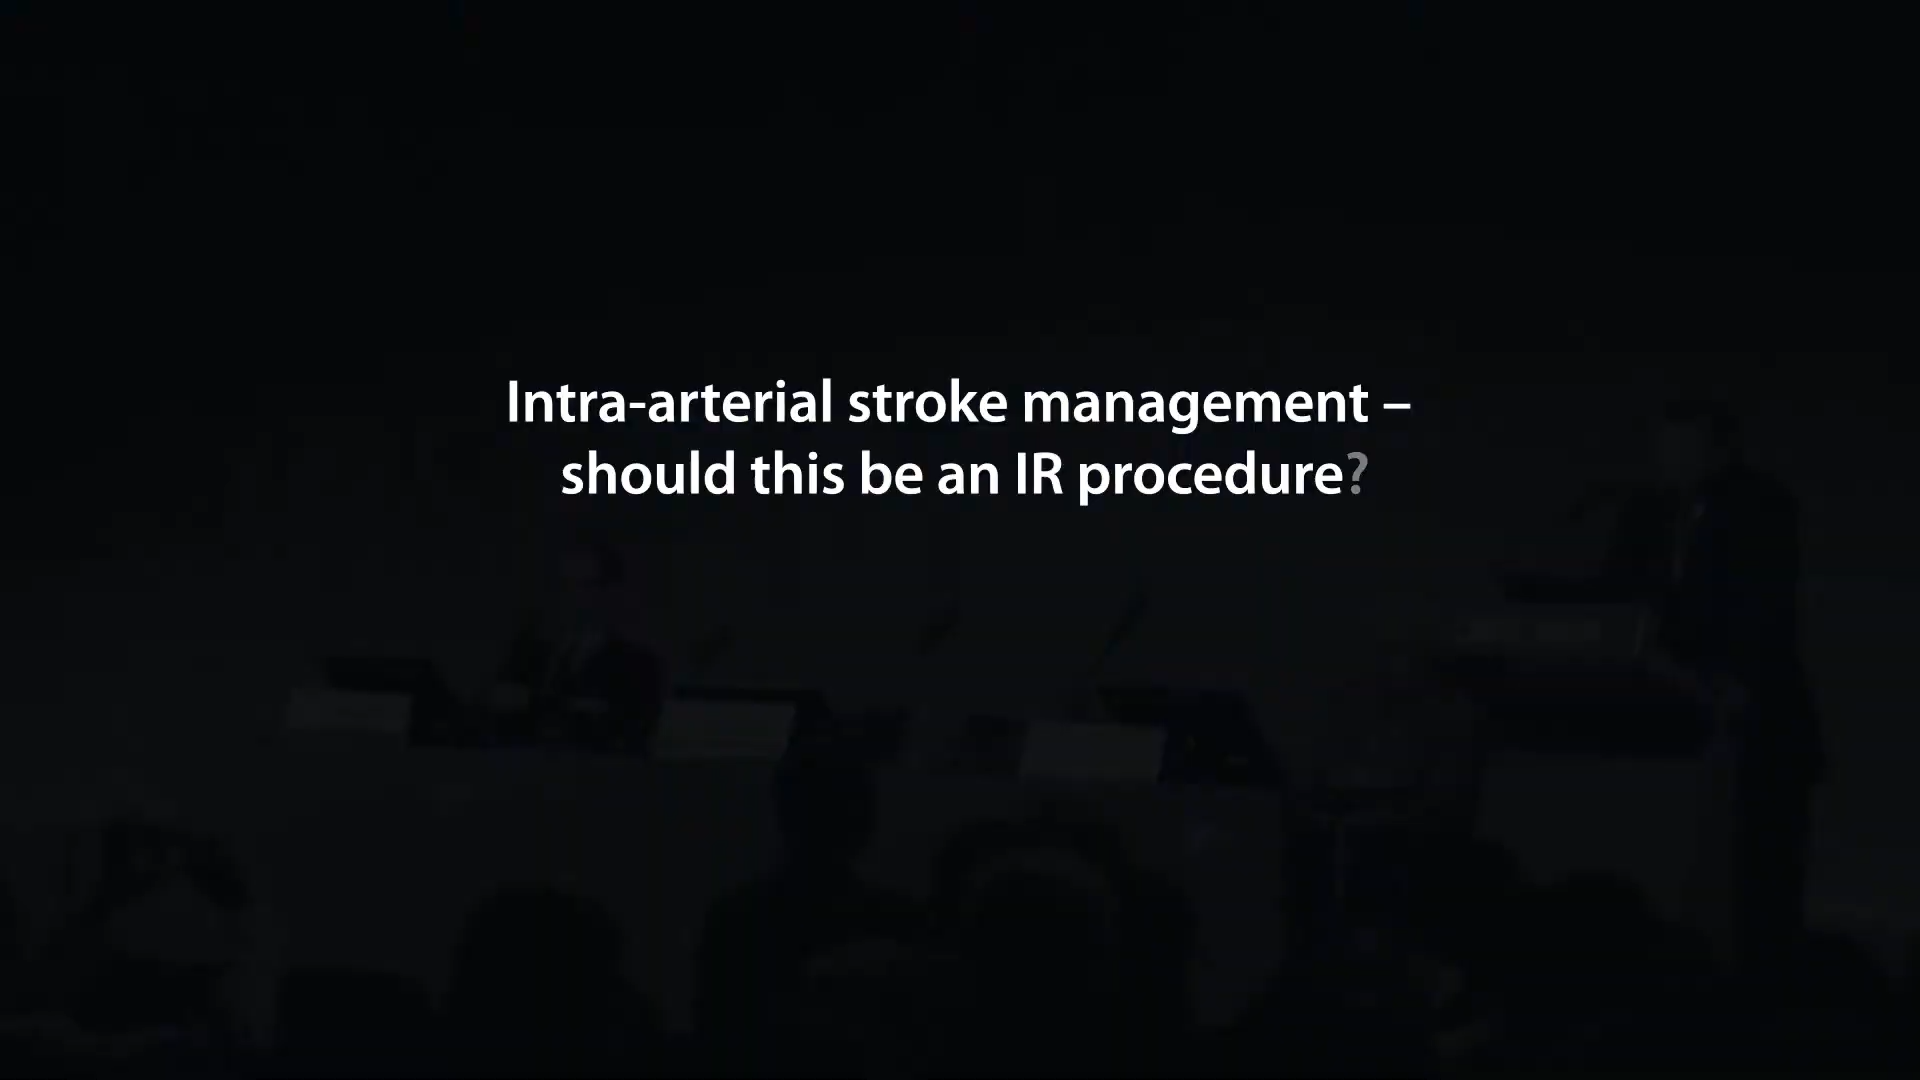 Intra-arterial stroke management –
should this be an IR procedure?